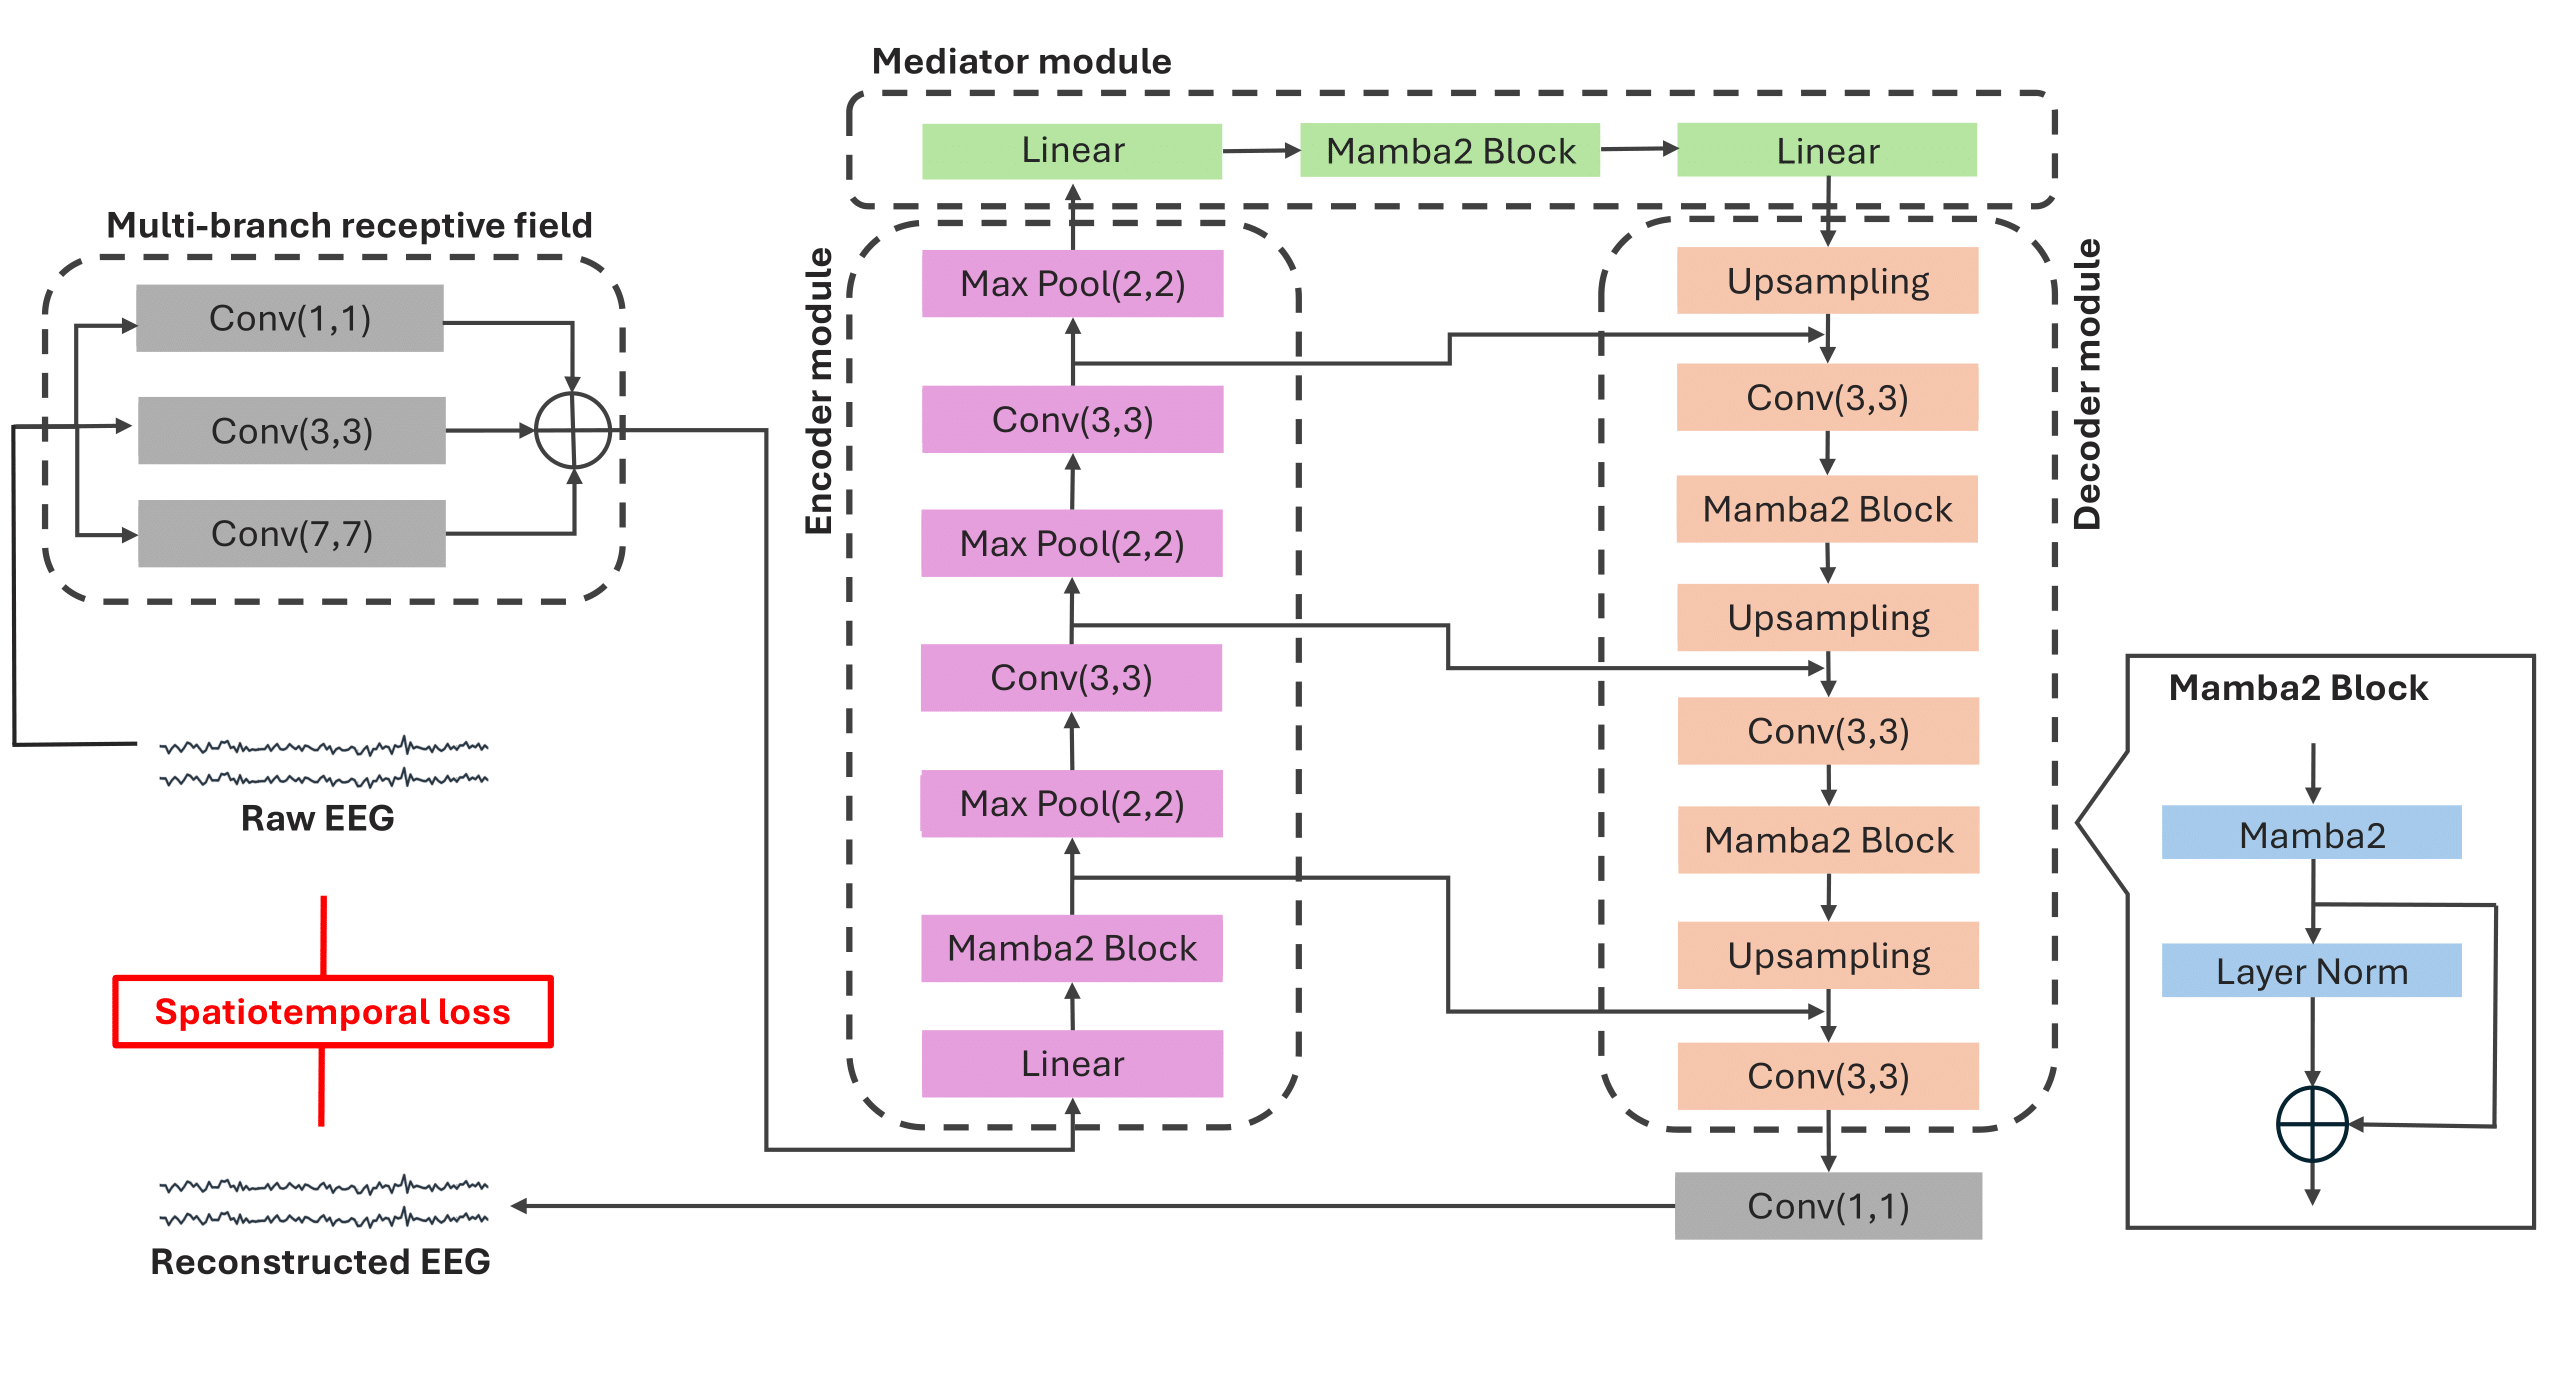 Multi-branch receptive field
Conv(1,1)
Conv(3,3)
Conv(7,7)
Raw EEG
Spatiotemporal loss
Reconstructed EEG
Mediator module
Linear
Mamba2 Block
Linear
Encoder module
Max Pool(2,2)
Conv(3,3)
Max Pool(2,2)
Conv(3,3)
Max Pool(2,2)
Mamba2 Block
Linear
Decoder module
Upsampling
Conv(3,3)
Mamba2 Block
Upsampling
Conv(3,3)
Mamba2 Block
Upsampling
Conv(3,3)
Conv(1,1)
Mamba2 Block
Mamba2
Layer Norm